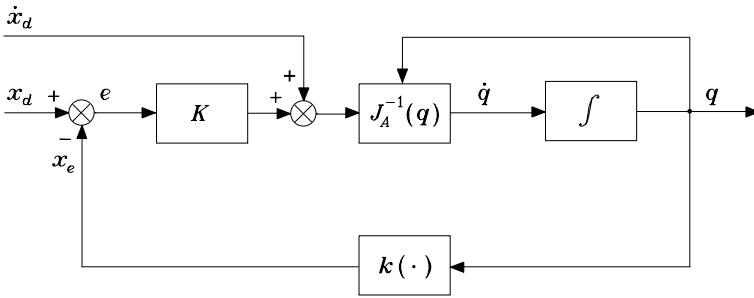 ẋ_d
x_d + e K + + J_A^{-1}(q) q̇ ∫ q
−
x_e
k(·)